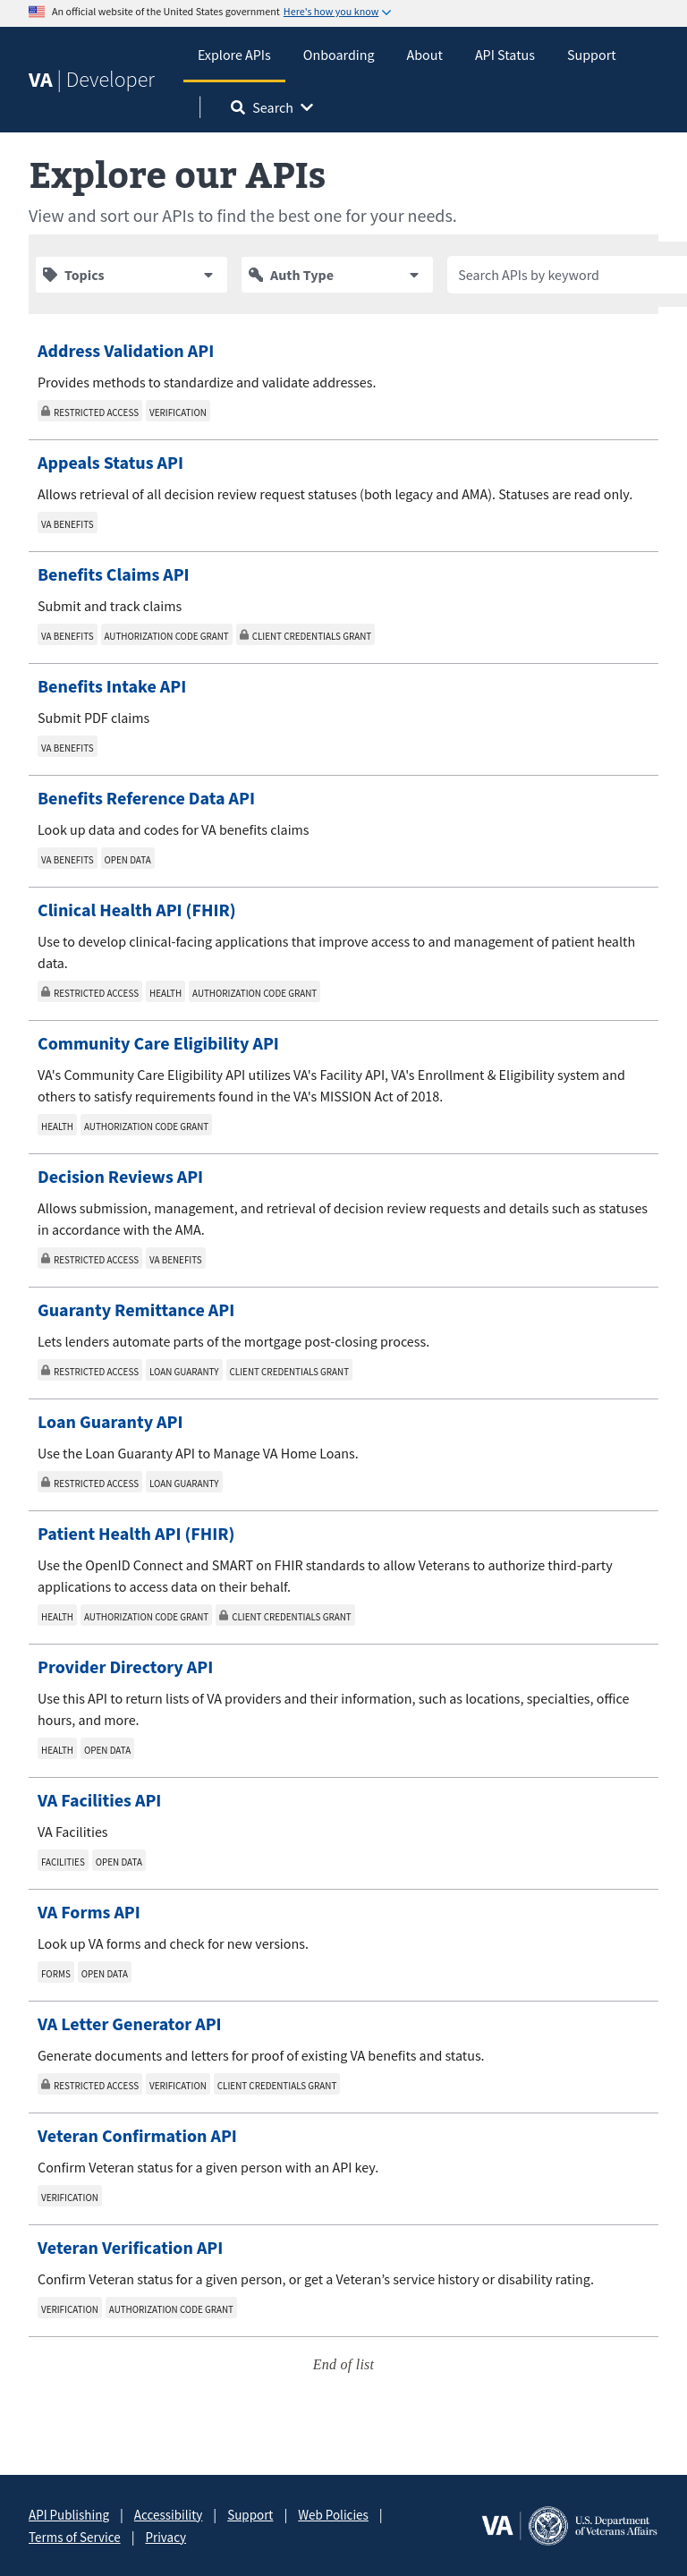 An official website of the United States government Here's how you know
VA | Developer
Explore APIs
Onboarding
About
API Status
Support
Search
Explore our APIs
View and sort our APIs to find the best one for your needs.
Topics
Auth Type
Search APIs by keyword
Address Validation API
Provides methods to standardize and validate addresses.
RESTRICTED ACCESS VERIFICATION
Appeals Status API
Allows retrieval of all decision review request statuses (both legacy and AMA). Statuses are read only.
VA BENEFITS
Benefits Claims API
Submit and track claims
VA BENEFITS AUTHORIZATION CODE GRANT CLIENT CREDENTIALS GRANT
Benefits Intake API
Submit PDF claims
VA BENEFITS
Benefits Reference Data API
Look up data and codes for VA benefits claims
VA BENEFITS OPEN DATA
Clinical Health API (FHIR)
Use to develop clinical-facing applications that improve access to and management of patient health
data.
RESTRICTED ACCESS HEALTH AUTHORIZATION CODE GRANT
Community Care Eligibility API
VA's Community Care Eligibility API utilizes VA's Facility API, VA's Enrollment & Eligibility system and
others to satisfy requirements found in the VA's MISSION Act of 2018.
HEALTH AUTHORIZATION CODE GRANT
Decision Reviews API
Allows submission, management, and retrieval of decision review requests and details such as statuses
in accordance with the AMA.
RESTRICTED ACCESS VA BENEFITS
Guaranty Remittance API
Lets lenders automate parts of the mortgage post-closing process.
RESTRICTED ACCESS LOAN GUARANTY CLIENT CREDENTIALS GRANT
Loan Guaranty API
Use the Loan Guaranty API to Manage VA Home Loans.
RESTRICTED ACCESS LOAN GUARANTY
Patient Health API (FHIR)
Use the OpenID Connect and SMART on FHIR standards to allow Veterans to authorize third-party
applications to access data on their behalf.
HEALTH AUTHORIZATION CODE GRANT CLIENT CREDENTIALS GRANT
Provider Directory API
Use this API to return lists of VA providers and their information, such as locations, specialties, office
hours, and more.
HEALTH OPEN DATA
VA Facilities API
VA Facilities
FACILITIES OPEN DATA
VA Forms API
Look up VA forms and check for new versions.
FORMS OPEN DATA
VA Letter Generator API
Generate documents and letters for proof of existing VA benefits and status.
RESTRICTED ACCESS VERIFICATION CLIENT CREDENTIALS GRANT
Veteran Confirmation API
Confirm Veteran status for a given person with an API key.
VERIFICATION
Veteran Verification API
Confirm Veteran status for a given person, or get a Veteran’s service history or disability rating.
VERIFICATION AUTHORIZATION CODE GRANT
End of list
API Publishing | Accessibility | Support | Web Policies |
Terms of Service | Privacy
VA
U.S. Department
of Veterans Affairs